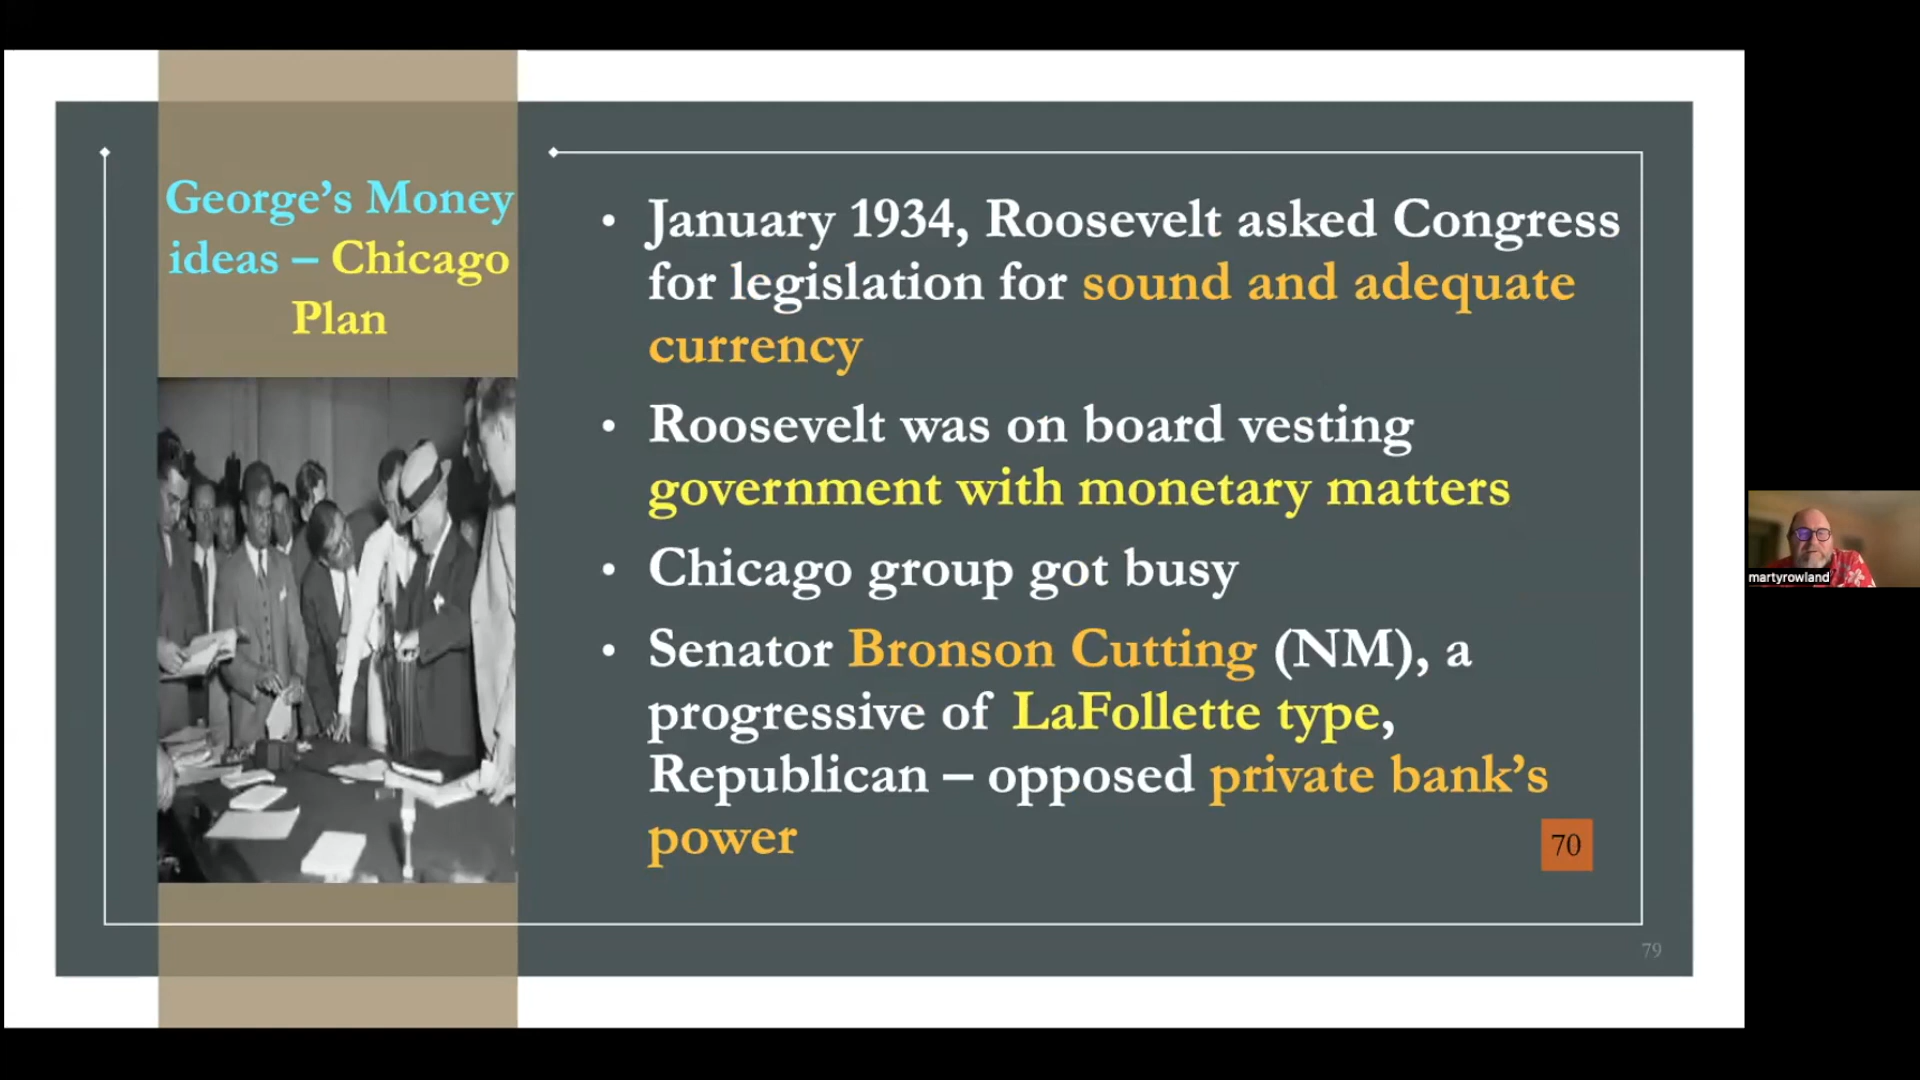 George's Money
ideas – Chicago
Plan
• January 1934, Roosevelt asked Congress
for legislation for sound and adequate
currency
• Roosevelt was on board vesting
government with monetary matters
• Chicago group got busy
• Senator Bronson Cutting (NM), a
progressive of LaFollette type,
Republican – opposed private bank's
power
70
79
martyrowland